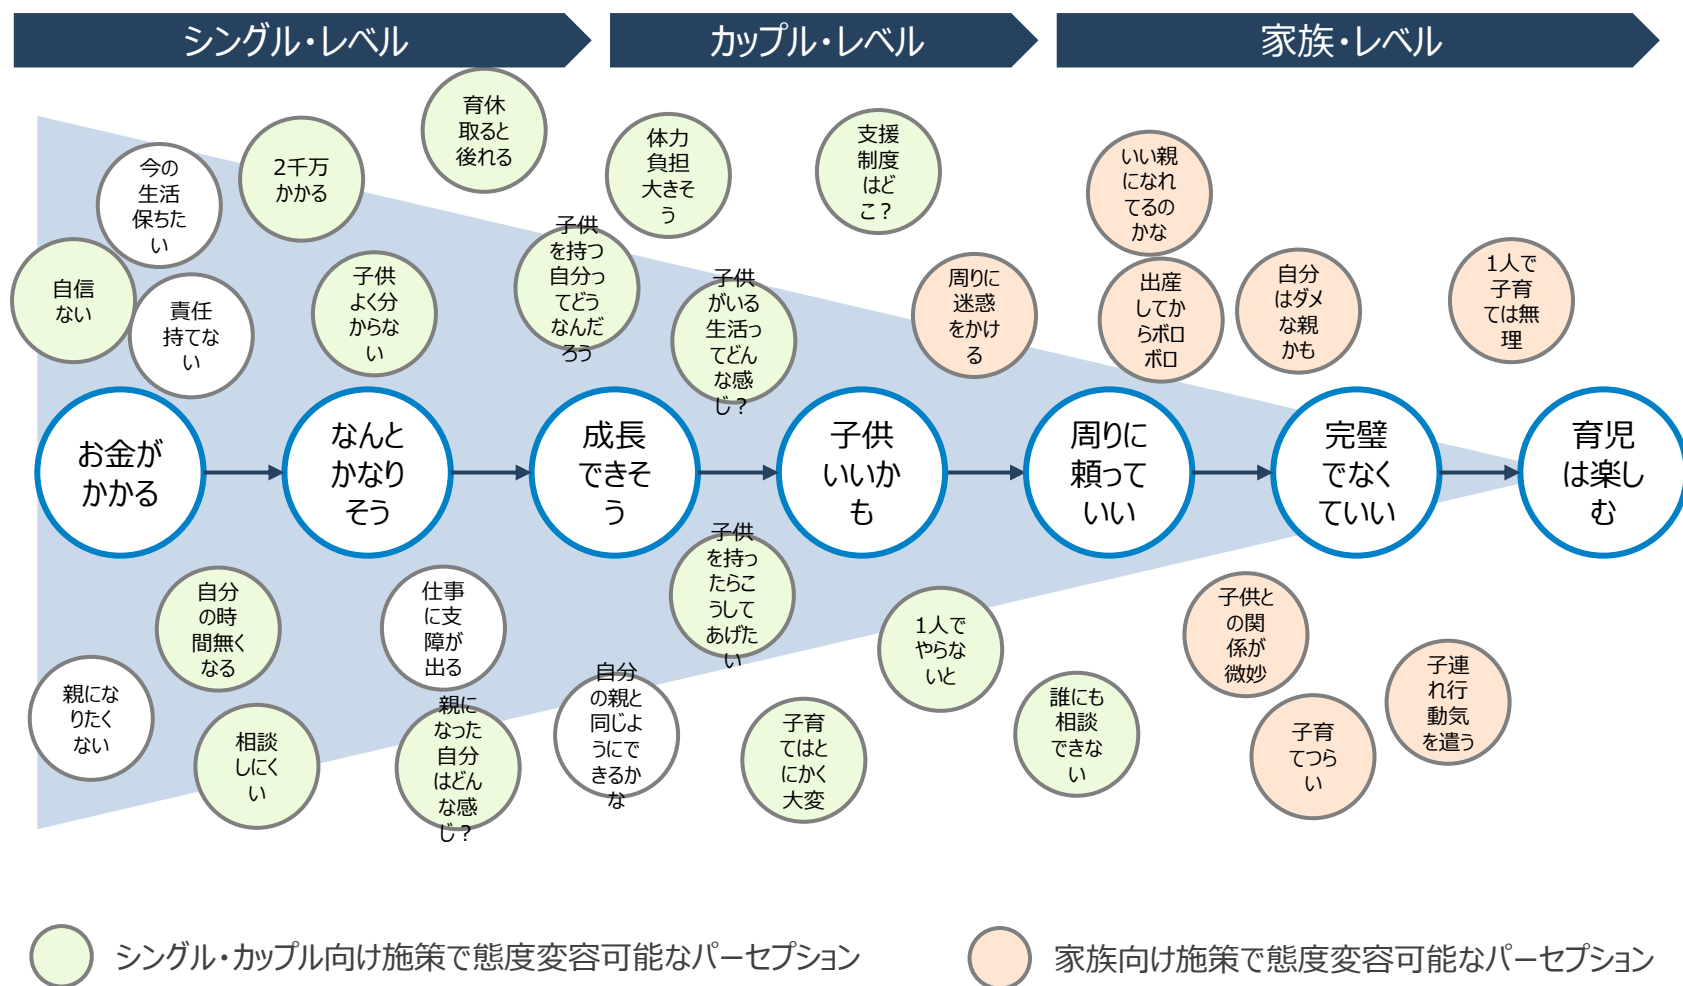 シングル・レベル
カップル・レベル
家族・レベル
育休
取ると
後れる
2千万
かかる
今の
生活
保ちた
い
体力
負担
大きそ
う
支援
制度
はど
こ？
いい親
になれ
てるの
かな
自信
ない
責任
持てな
い
子供
よく分
からな
い
子供
を持つ
自分っ
てどう
なんだ
ろう
子供
がいる
生活っ
てどん
な感
じ？
周りに
迷惑
をかけ
る
出産
してか
らボロ
ボロ
自分
はダメ
な親
かも
1人で
子育
ては無
理
お金が
かかる
なんと
かなり
そう
成長
できそ
う
子供
いいか
も
周りに
頼って
いい
完璧
でなく
ていい
育児
は楽し
む
自分
の時
間無く
なる
仕事
に支
障が
出る
子供
を持っ
たらこ
うして
あげた
い
1人で
やらな
いと
子供と
の関
係が
微妙
親にな
りたく
ない
相談
しにく
い
親に
なった
自分
はどん
な感
じ？
自分
の親と
同じよ
うにで
きるか
な
子育
てはと
にかく
大変
誰にも
相談
できな
い
子育
てつら
い
子連
れ行
動気
を遣う
シングル・カップル向け施策で態度変容可能なパーセプション
家族向け施策で態度変容可能なパーセプション